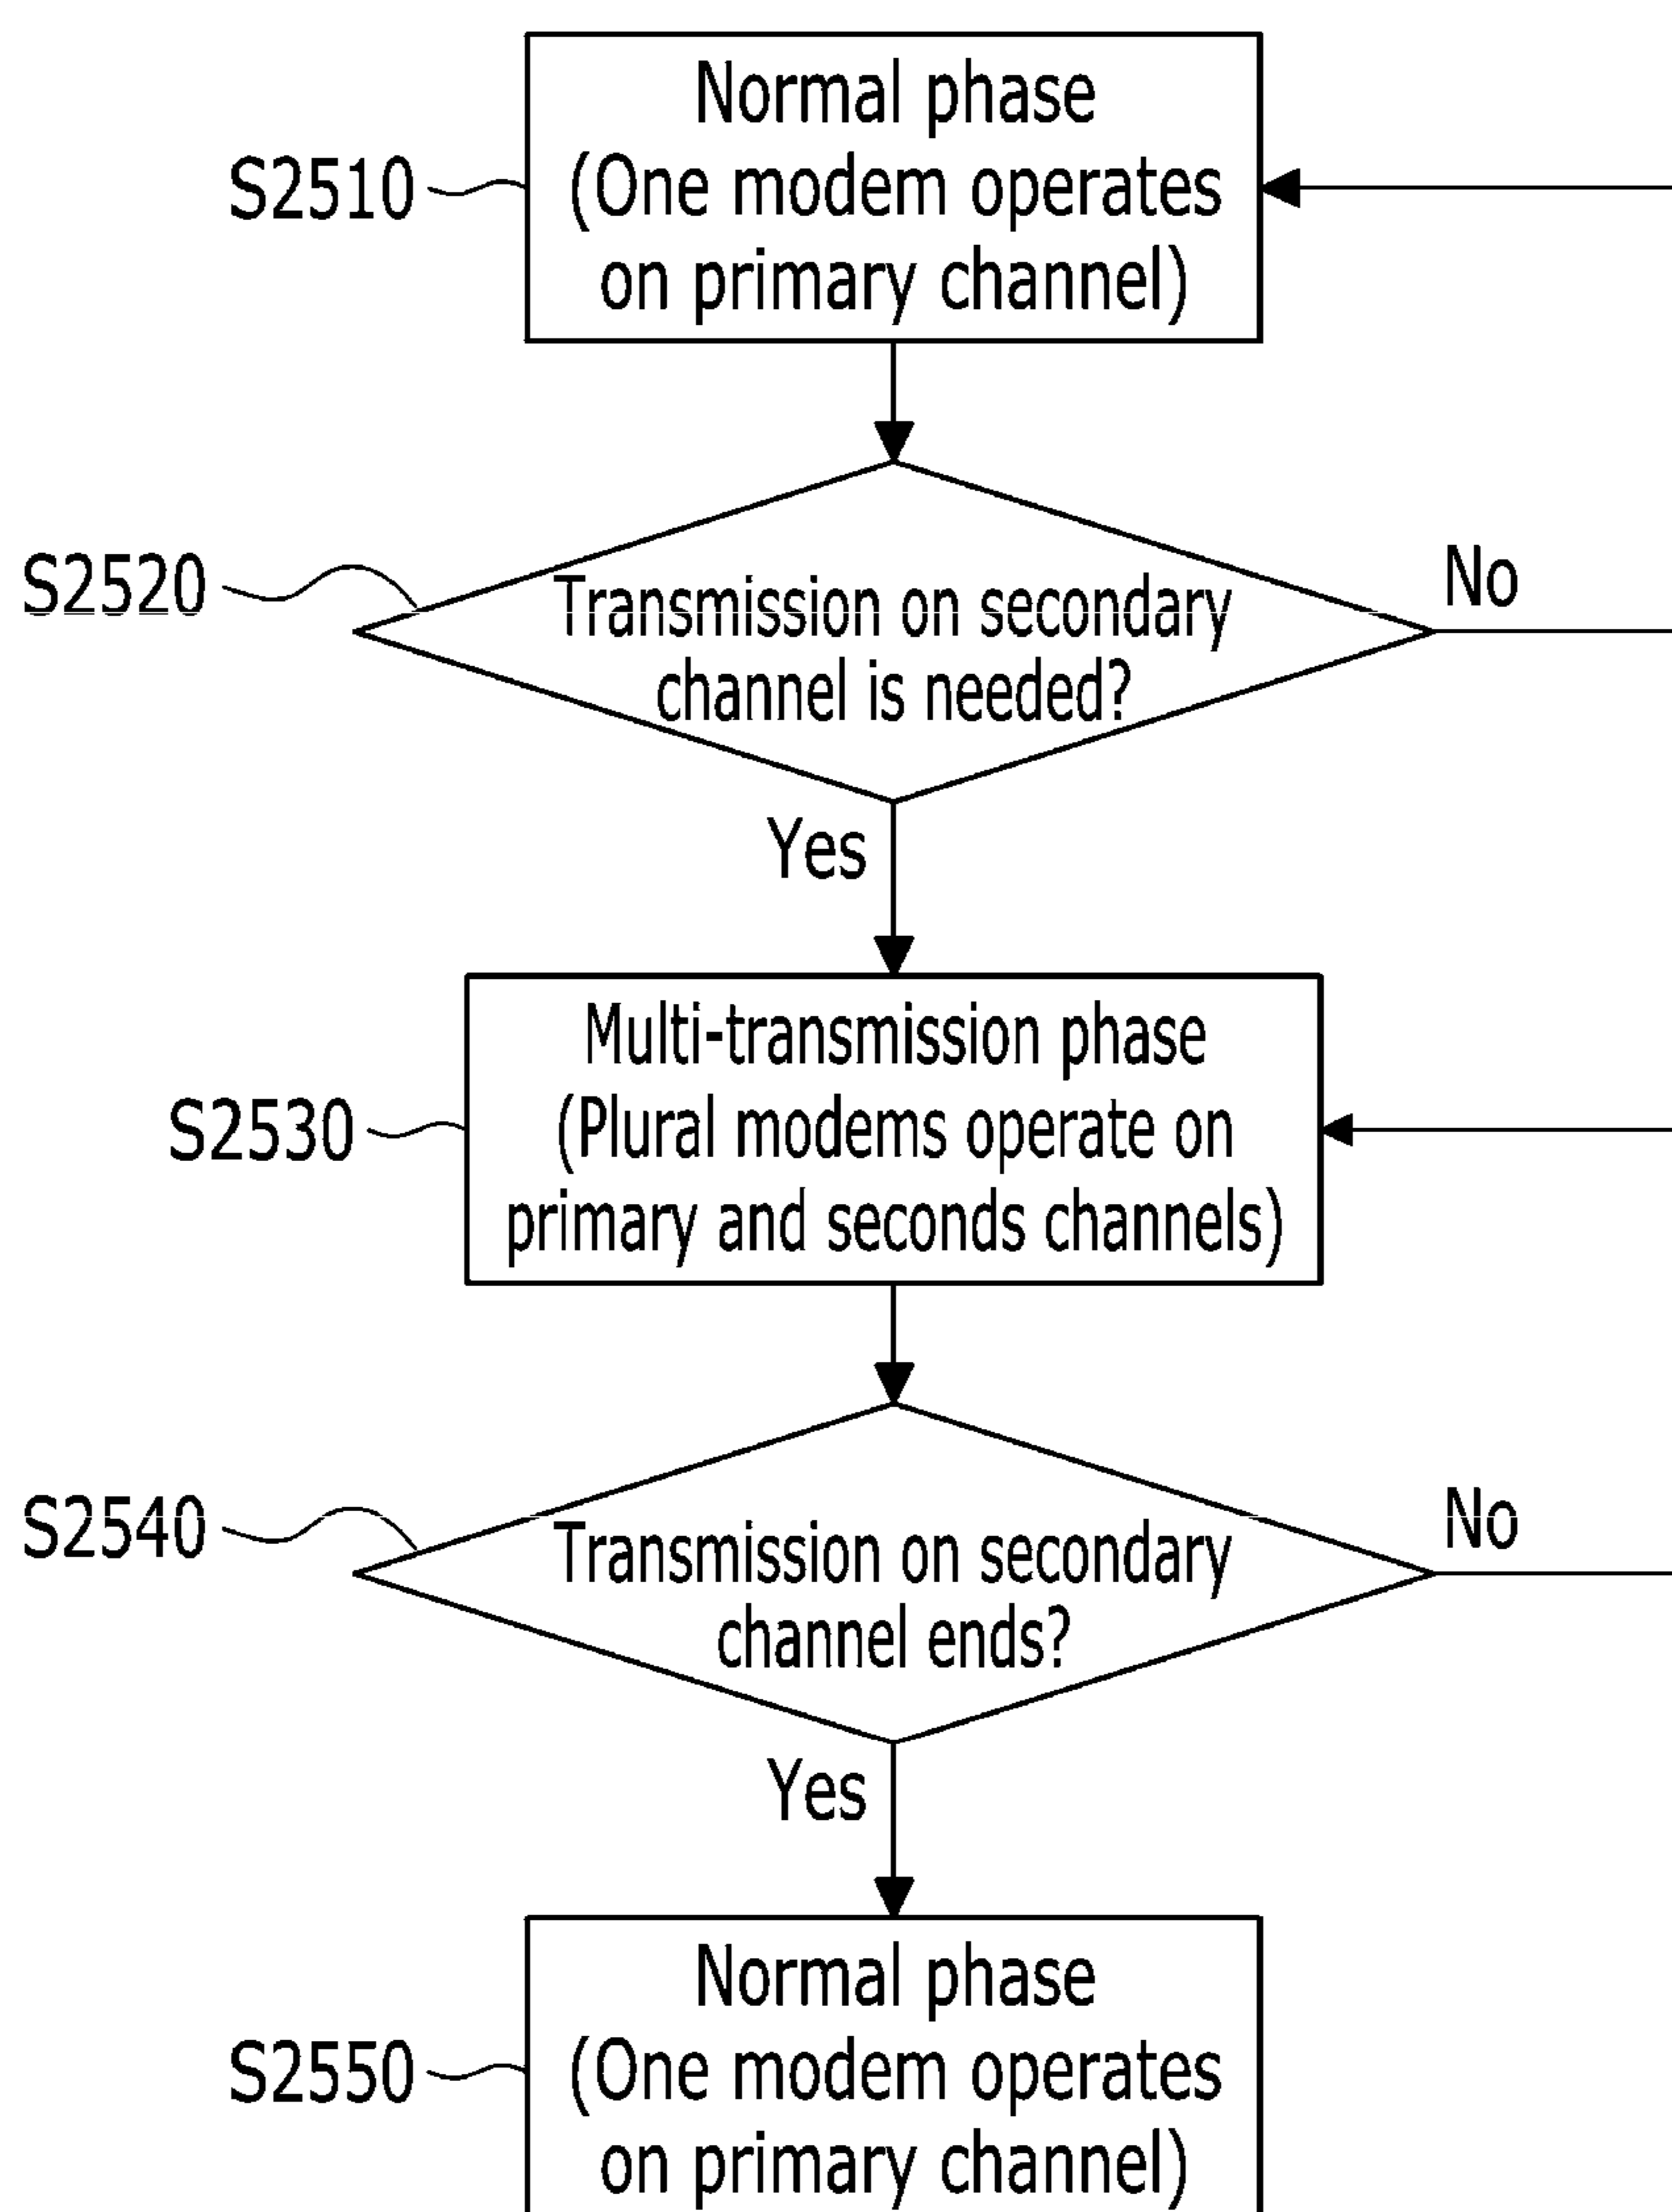 Normal phase
S2510
(One modem operates
on primary channel)
S2520
Transmission on secondary
channel is needed?
No
Yes
Multi-transmission phase
S2530
(Plural modems operate on
primary and seconds channels)
S2540
Transmission on secondary
channel ends?
No
Yes
Normal phase
S2550
(One modem operates
on primary channel)